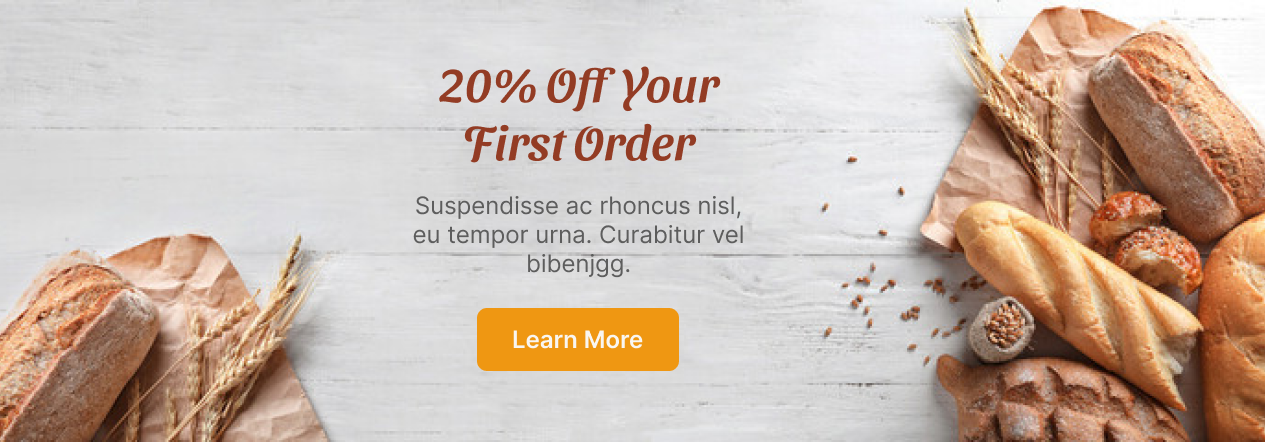 20% Off Your
First Order
Suspendisse ac rhoncus nisl,
eu tempor urna. Curabitur vel
bibenjgg.
Learn More